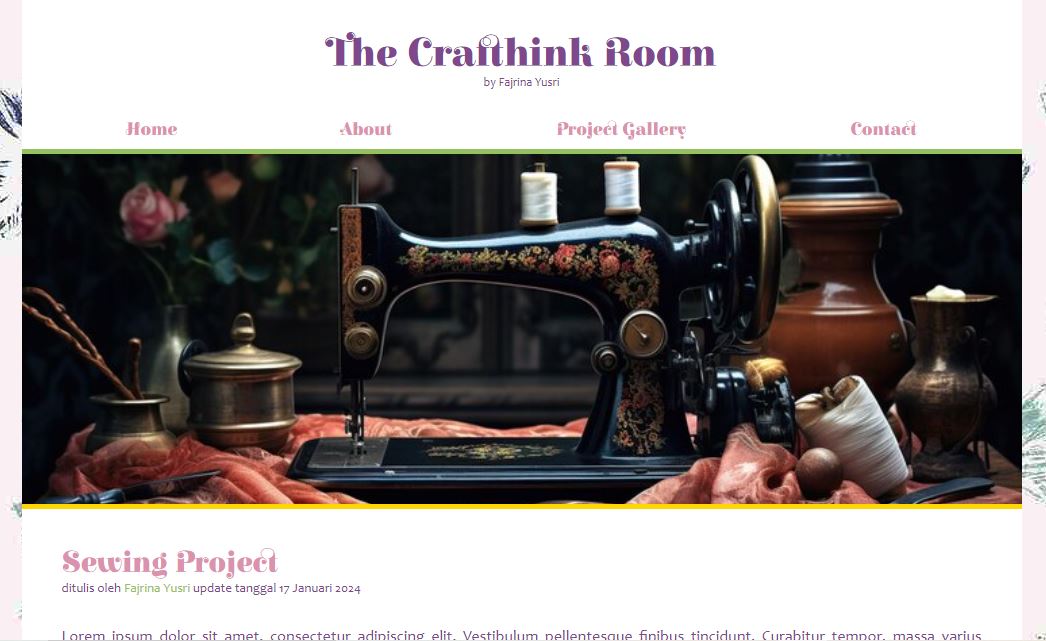 The Crafthink Room
by Fajrina Yusri
Home About Project Gallery Contact
Sewing Project
ditulis oleh Fajrina Yusri update tanggal 17 Januari 2024
Lorem ipsum dolor sit amet, consectetur adipiscing elit. Vestibulum pellentesque finibus tincidunt. Curabitur tempor, massa varius